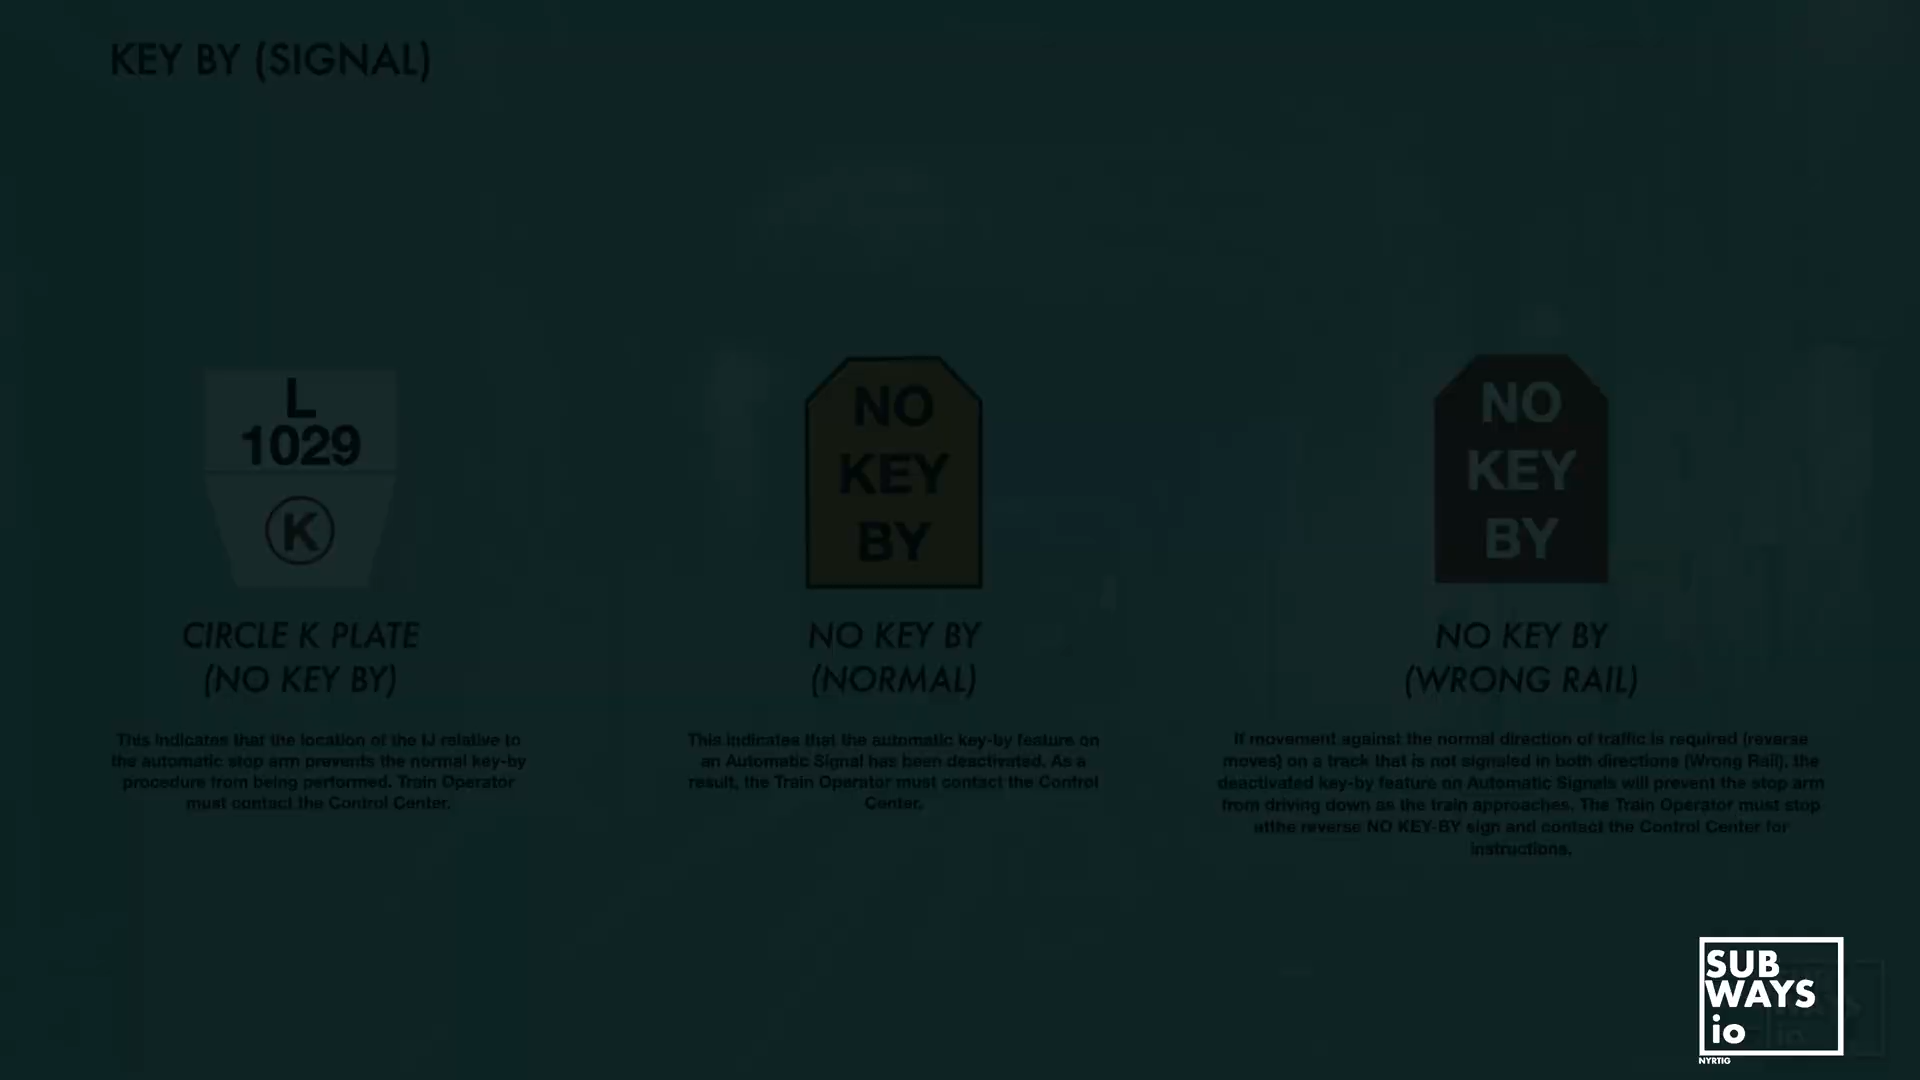 KEY BY (SIGNAL)
L
1029
K
CIRCLE K PLATE
(NO KEY BY)
This indicates that the location of the IJ relative to
the automatic stop arm prevents the normal key-by
procedure from being performed. Train Operator
must contact the Control Center.
NO
KEY
BY
NO KEY BY
(NORMAL)
This indicates that the automatic key-by feature on
an Automatic Signal has been deactivated. As a
result, the Train Operator must contact the Control
Center.
NO
KEY
BY
NO KEY BY
(WRONG RAIL)
If movement against the normal direction of traffic is required (reverse
moves) on a track that is not signaled in both directions (Wrong Rail), the
deactivated key-by feature on Automatic Signals will prevent the stop arm
from driving down as the train approaches. The Train Operator must stop
atthe reverse NO KEY-BY sign and contact the Control Center for
instructions.
SUB
WAYS
io
NYRTIG